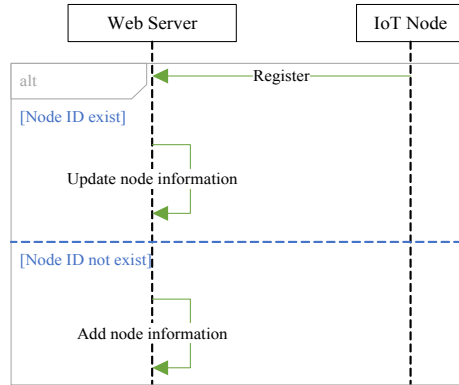 Web Server
IoT Node
alt
Register
[Node ID exist]
Update node information
[Node ID not exist]
Add node information